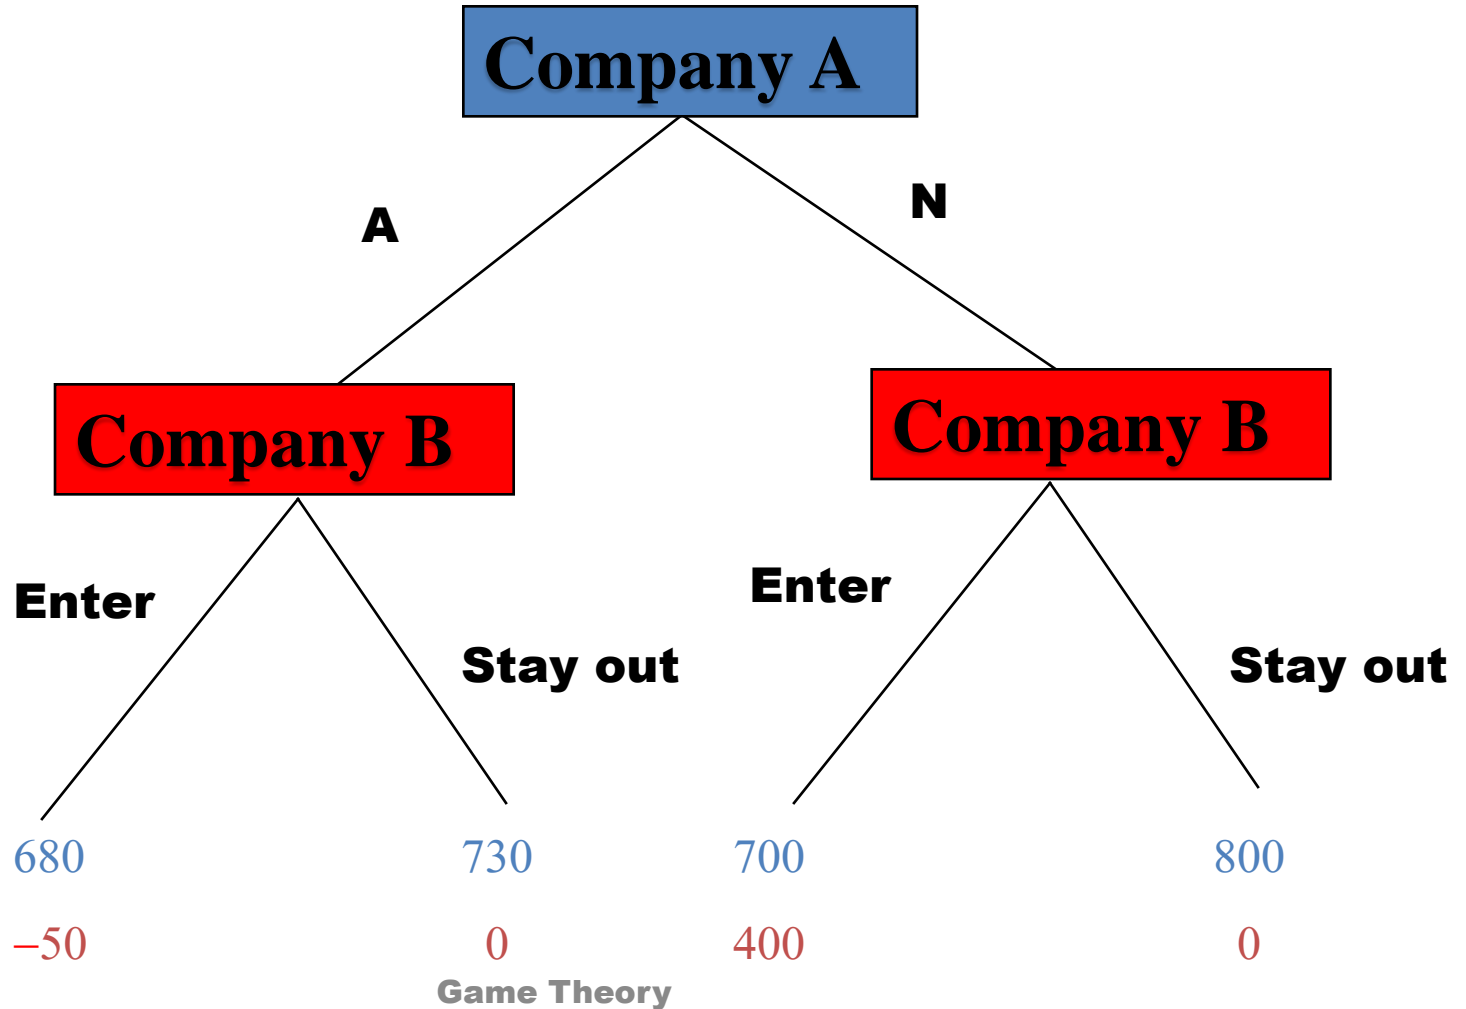 Company A
A
N
Company B
Company B
Enter
Enter
Stay out
Stay out
680 730 700 800
–50 0 400 0
Game Theory